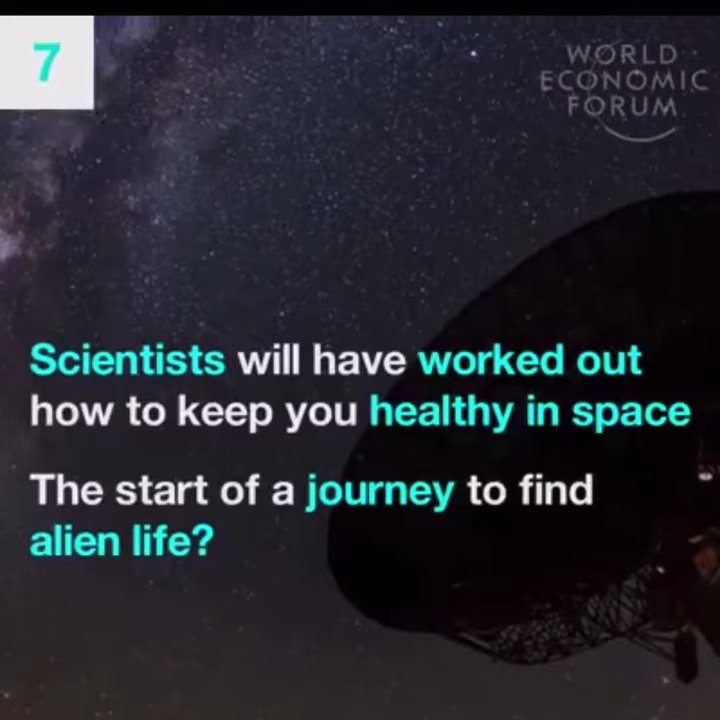 7
WORLD
ECONOMIC
FORUM
Scientists will have worked out
how to keep you healthy in space
The start of a journey to find
alien life?